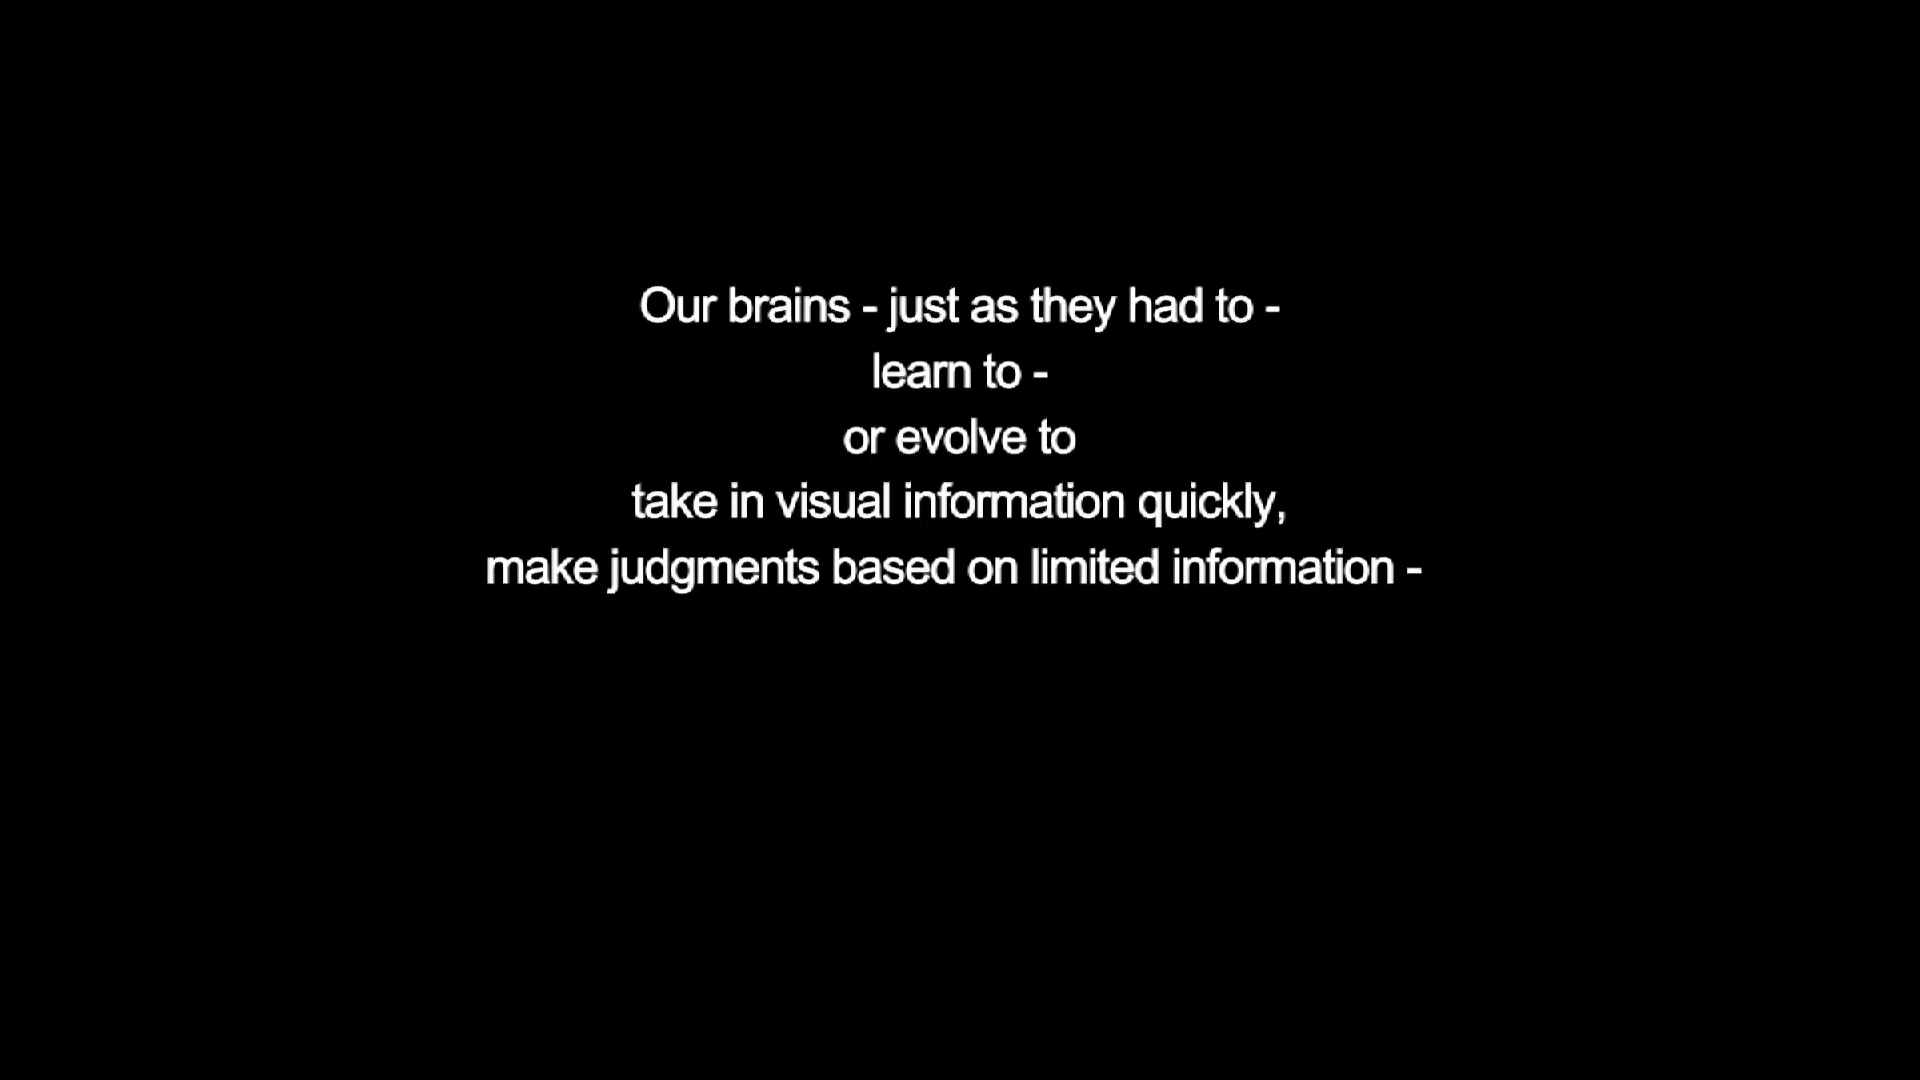 Our brains - just as they had to -
learn to -
or evolve to
take in visual information quickly,
make judgments based on limited information -